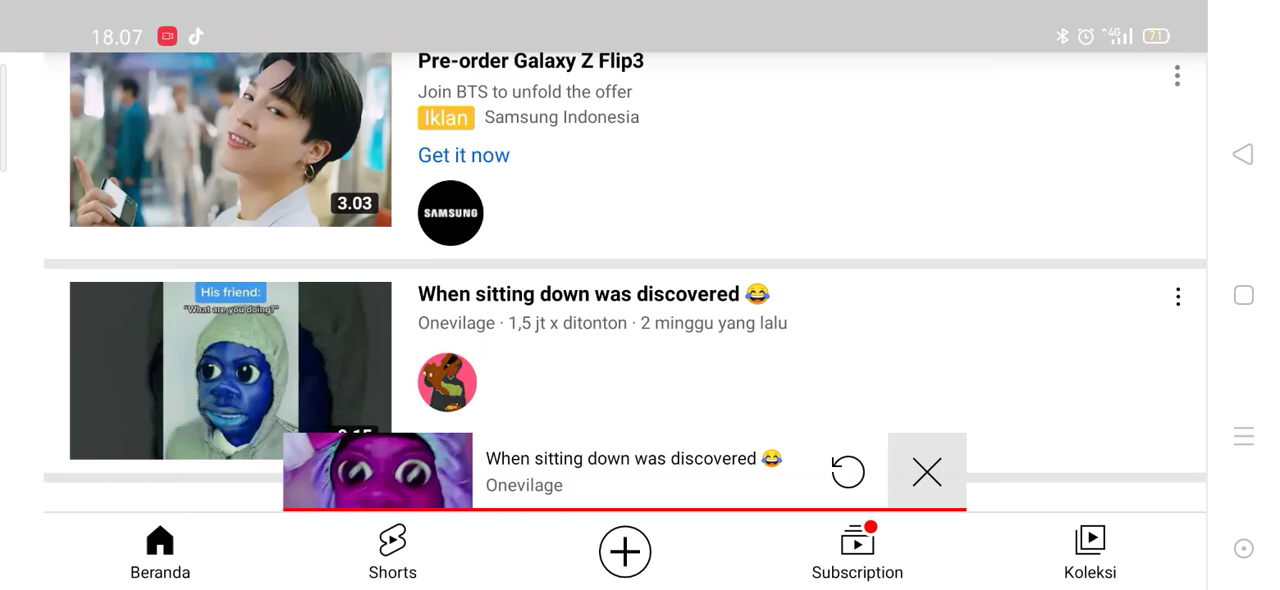 18.07
4G
71
Pre-order Galaxy Z Flip3
Join BTS to unfold the offer
Iklan Samsung Indonesia
Get it now
3.03
SAMSUNG
His friend:
"What are you doing?"
When sitting down was discovered 😂
Onevilage · 1,5 jt x ditonton · 2 minggu yang lalu
When sitting down was discovered 😂
Onevilage
Beranda
Shorts
Subscription
Koleksi